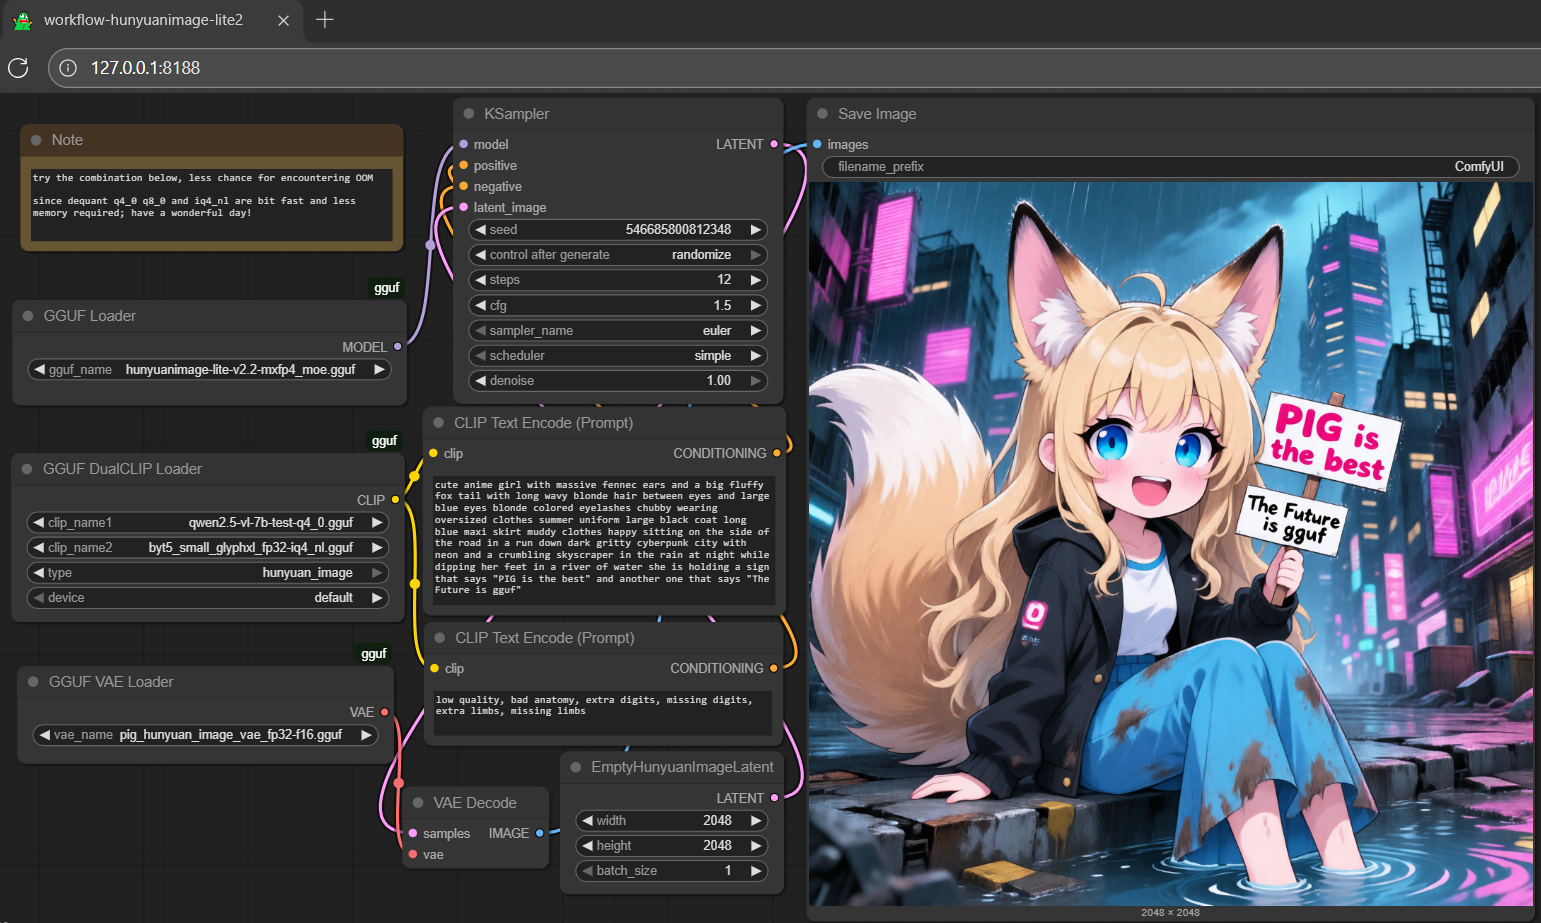 workflow-hunyuanimage-lite2
127.0.0.1:8188
Note
try the combination below, less chance for encountering OOM
since dequant q4_0 q8_0 and iq4_nl are bit fast and less
memory required; have a wonderful day!
gguf
GGUF Loader
MODEL
gguf_name hunyuanimage-lite-v2.2-mxfp4_moe.gguf
gguf
GGUF DualCLIP Loader
CLIP
clip_name1 qwen2.5-vl-7b-test-q4_0.gguf
clip_name2 byt5_small_glyphxl_fp32-iq4_nl.gguf
type hunyuan_image
device default
gguf
GGUF VAE Loader
VAE
vae_name pig_hunyuan_image_vae_fp32-f16.gguf
KSampler
model LATENT
positive
negative
latent_image
seed 546685800812348
control after generate randomize
steps 12
cfg 1.5
sampler_name euler
scheduler simple
denoise 1.00
CLIP Text Encode (Prompt)
clip CONDITIONING
cute anime girl with massive fennec ears and a big fluffy
fox tail with long wavy blonde hair between eyes and large
blue eyes blonde colored eyelashes chubby wearing
oversized clothes summer uniform large black coat long
blue maxi skirt muddy clothes happy sitting on the side of
the road in a run down dark gritty cyberpunk city with
neon and a crumbling skyscraper in the rain at night while
dipping her feet in a river of water she is holding a sign
that says "PIG is the best" and another one that says "The
Future is gguf"
CLIP Text Encode (Prompt)
clip CONDITIONING
low quality, bad anatomy, extra digits, missing digits,
extra limbs, missing limbs
VAE Decode
samples IMAGE
vae
EmptyHunyuanImageLatent
LATENT
width 2048
height 2048
batch_size 1
Save Image
images
filename_prefix ComfyUI
PIG is
the best
The Future
is gguf
2048 × 2048